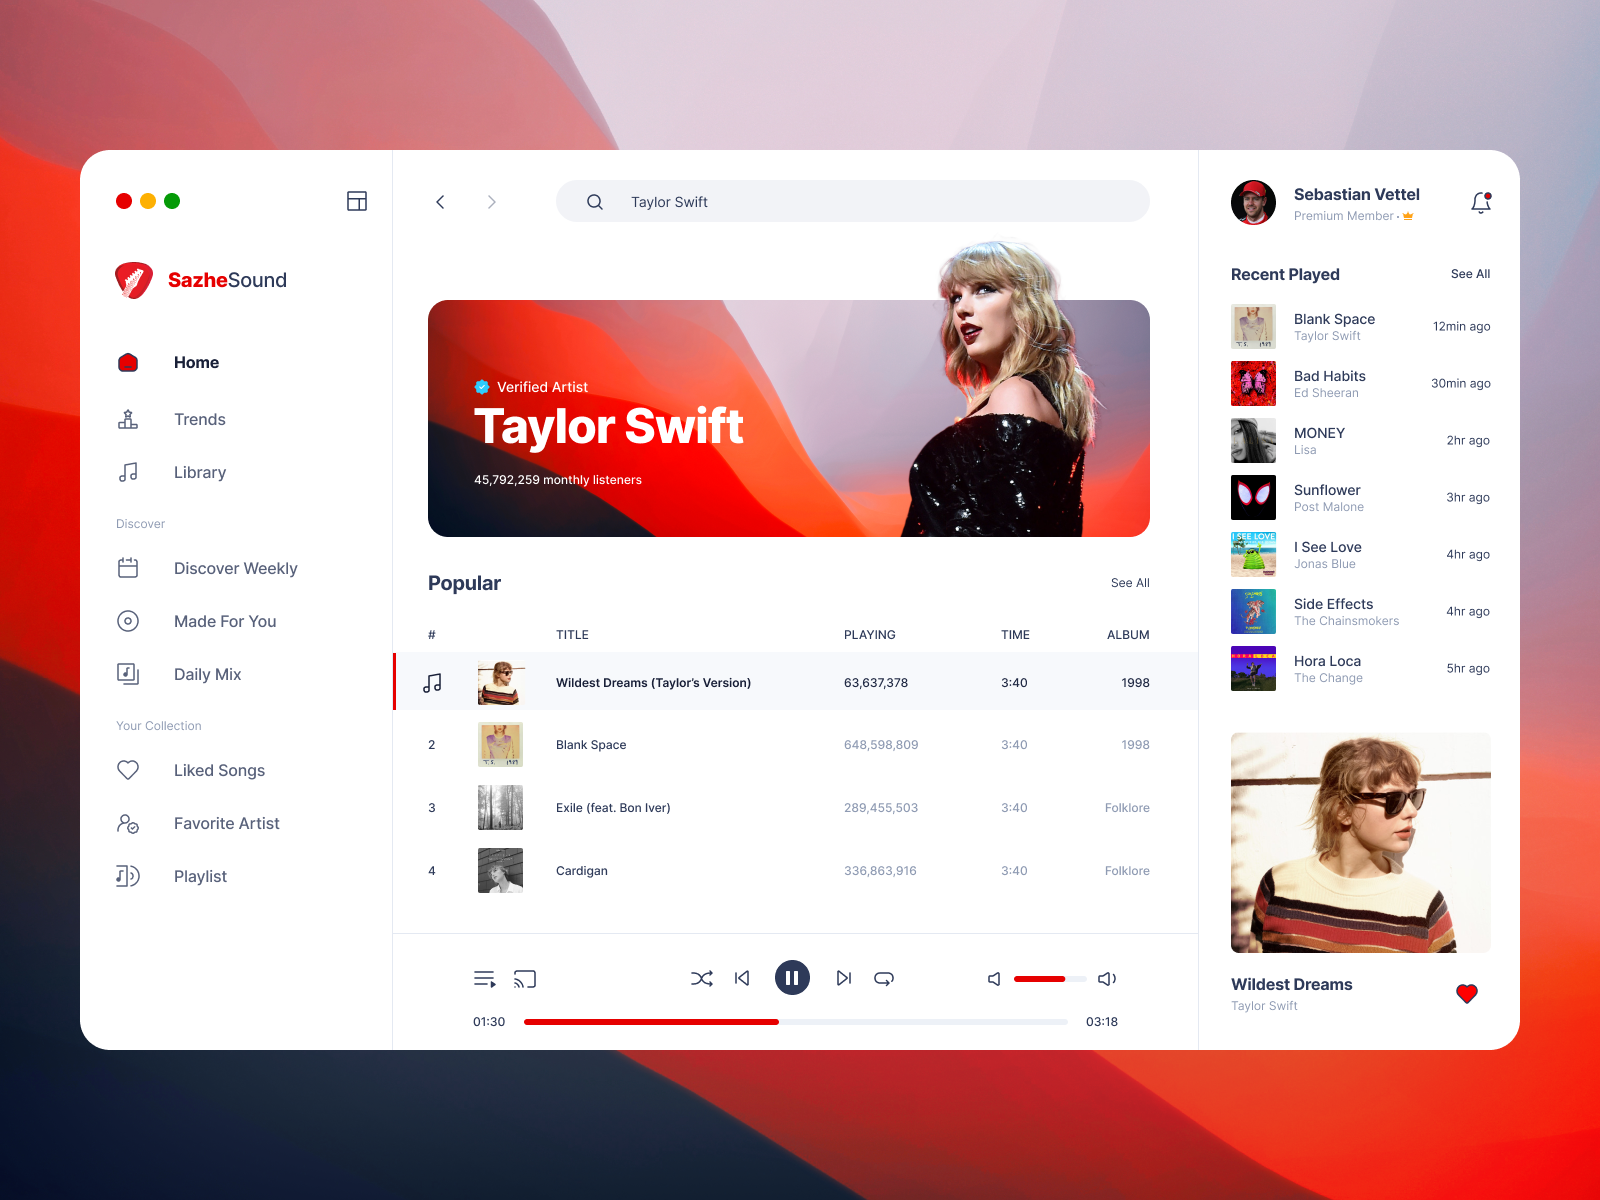 SazheSound
Home
Trends
Library
Discover
Discover Weekly
Made For You
Daily Mix
Your Collection
Liked Songs
Favorite Artist
Playlist
Taylor Swift
Verified Artist
Taylor Swift
45,792,259 monthly listeners
Popular
See All
# TITLE PLAYING TIME ALBUM
Wildest Dreams (Taylor’s Version) 63,637,378 3:40 1998
2 Blank Space 648,598,809 3:40 1998
3 Exile (feat. Bon Iver) 289,455,503 3:40 Folklore
4 Cardigan 336,863,916 3:40 Folklore
01:30 03:18
Sebastian Vettel
Premium Member •
Recent Played See All
Blank Space 12min ago
Taylor Swift
T.S. 1989
Bad Habits 30min ago
Ed Sheeran
MONEY 2hr ago
Lisa
Sunflower 3hr ago
Post Malone
I SEE LOVE
I See Love 4hr ago
Jonas Blue
Side Effects 4hr ago
The Chainsmokers
Hora Loca 5hr ago
The Change
Wildest Dreams
Taylor Swift